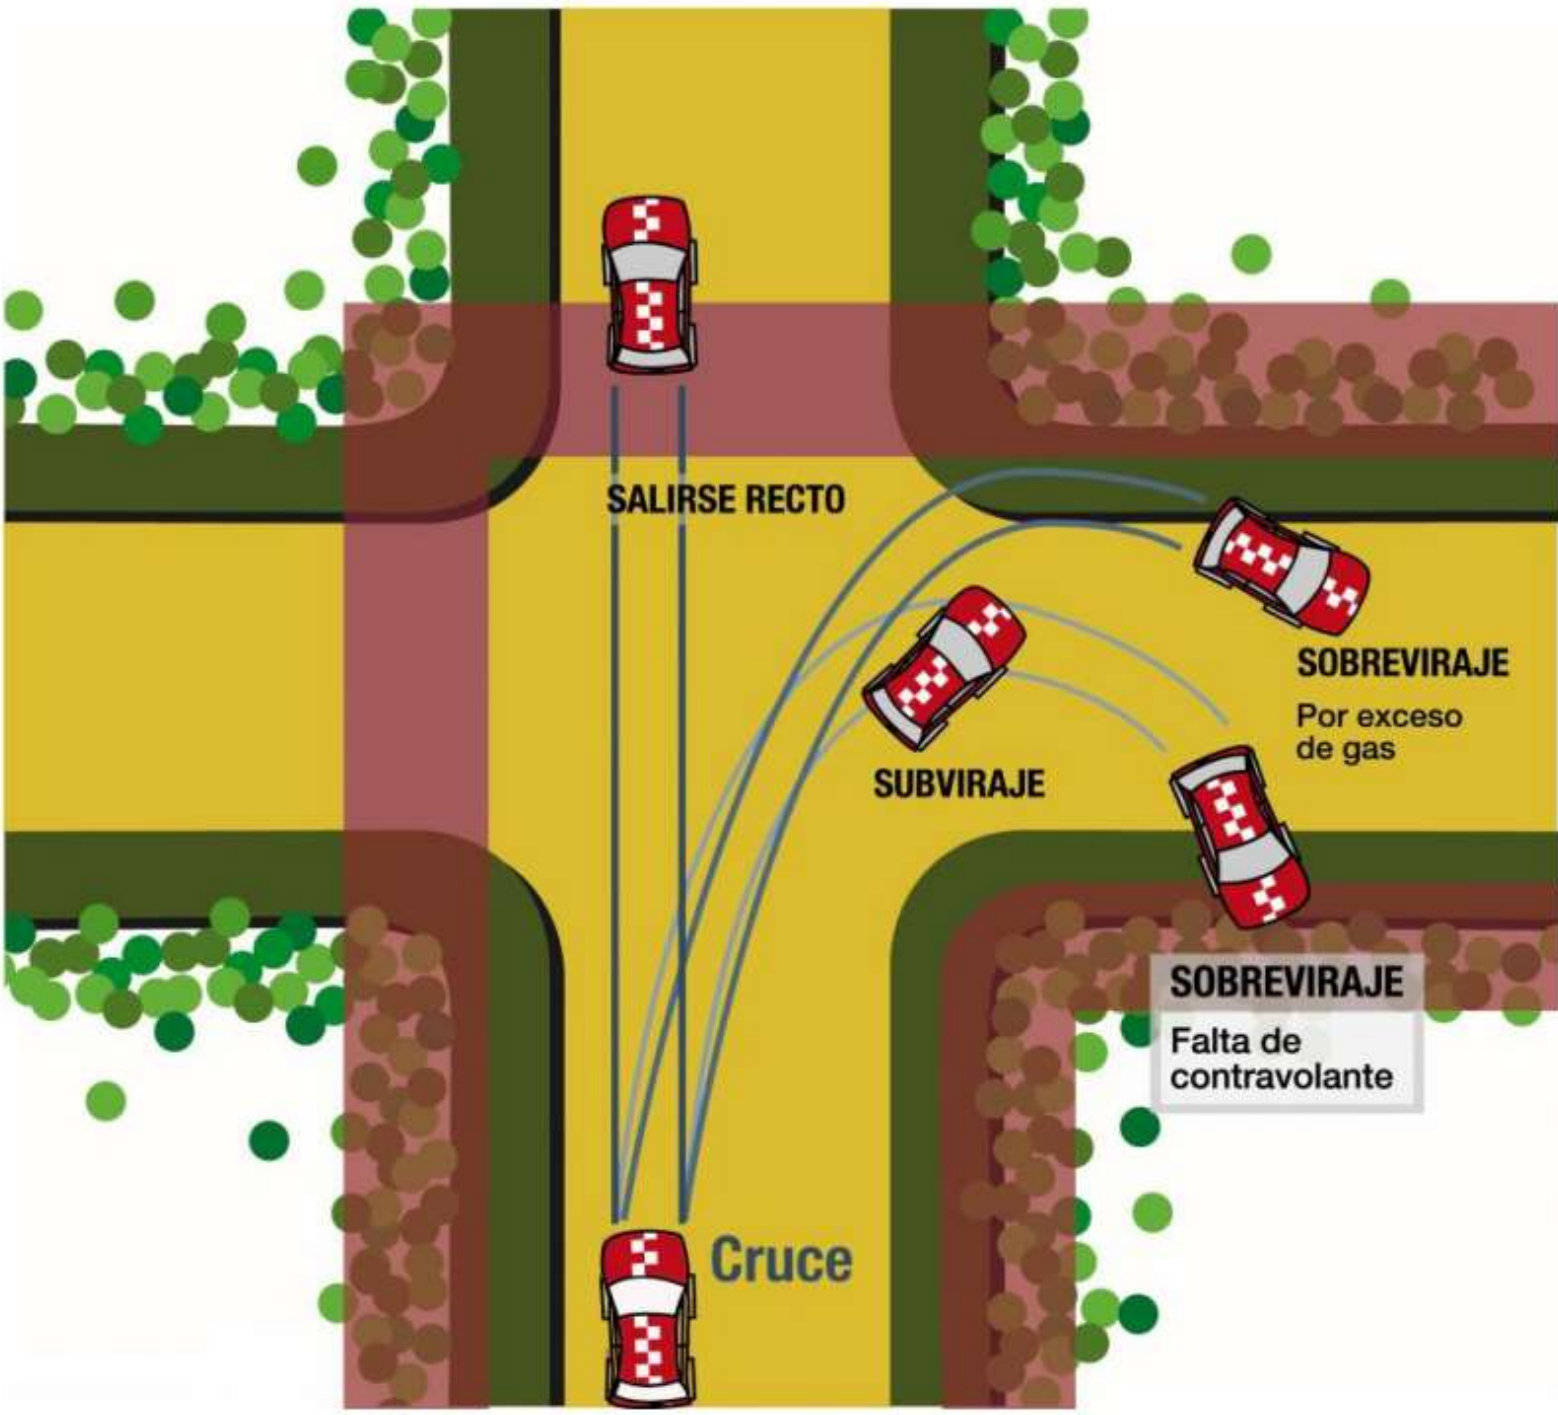 SALIRSE RECTO
SOBREVIRAJE
Por exceso
de gas
SUBVIRAJE
SOBREVIRAJE
Falta de
contravolante
Cruce